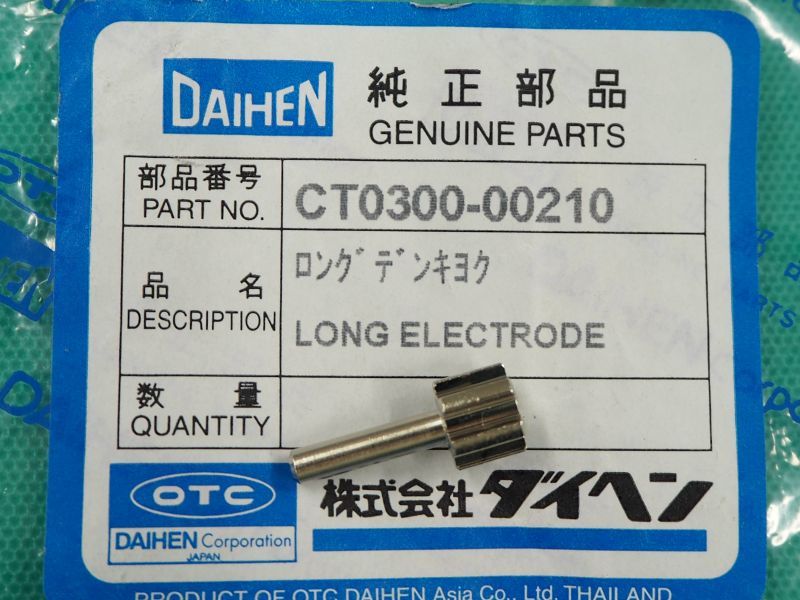 DAIHEN
純正部品
GENUINE PARTS
部品番号
PART NO.
CT0300-00210
品 名
DESCRIPTION
ﾛﾝｸﾞﾃﾞﾝｷﾖｸ
LONG ELECTRODE
数 量
QUANTITY
OTC
DAIHEN Corporation
JAPAN
株式会社ダイヘン
PRODUCT OF OTC DAIHEN Asia Co., Ltd. THAILAND